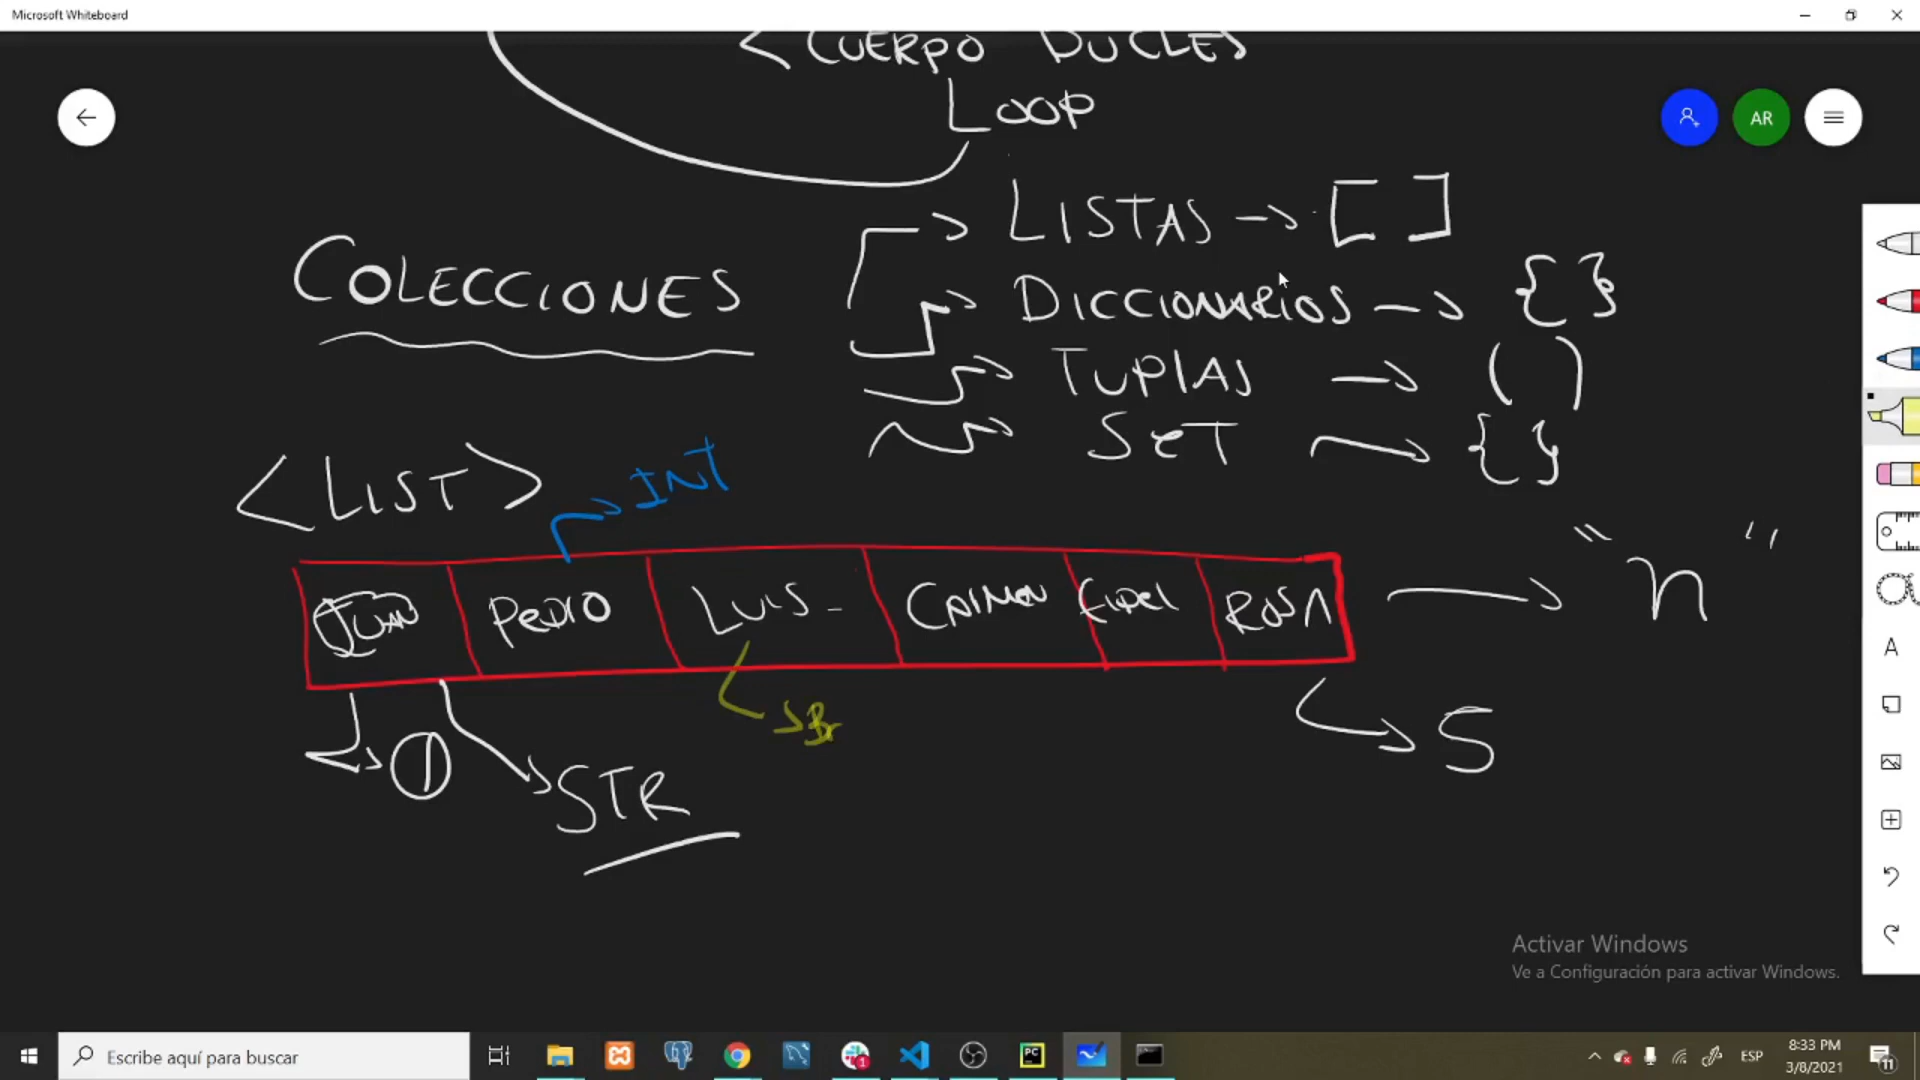 Microsoft Whiteboard
< CUERPO BUCLES
LOOP
AR
LISTAS -> [ ]
COLECCIONES
DICCIONARIOS -> { }
TUPLAS -> ( )
SET -> { }
<LIST>
INT
"n"
JUAN PEDRO LUIS - CARMEN FIDEL ROSA
STR
5
A
Activar Windows
Ve a Configuración para activar Windows.
Escribe aquí para buscar
ESP
8:33 PM
3/8/2021
11